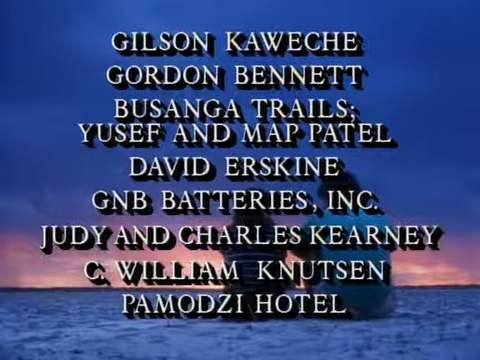 GILSON KAWECHE
GORDON BENNETT
BUSANGA TRAILS;
YUSEF AND MAP PATEL
DAVID ERSKINE
GNB BATTERIES, INC.
JUDY AND CHARLES KEARNEY
C. WILLIAM KNUTSEN
PAMODZI HOTEL